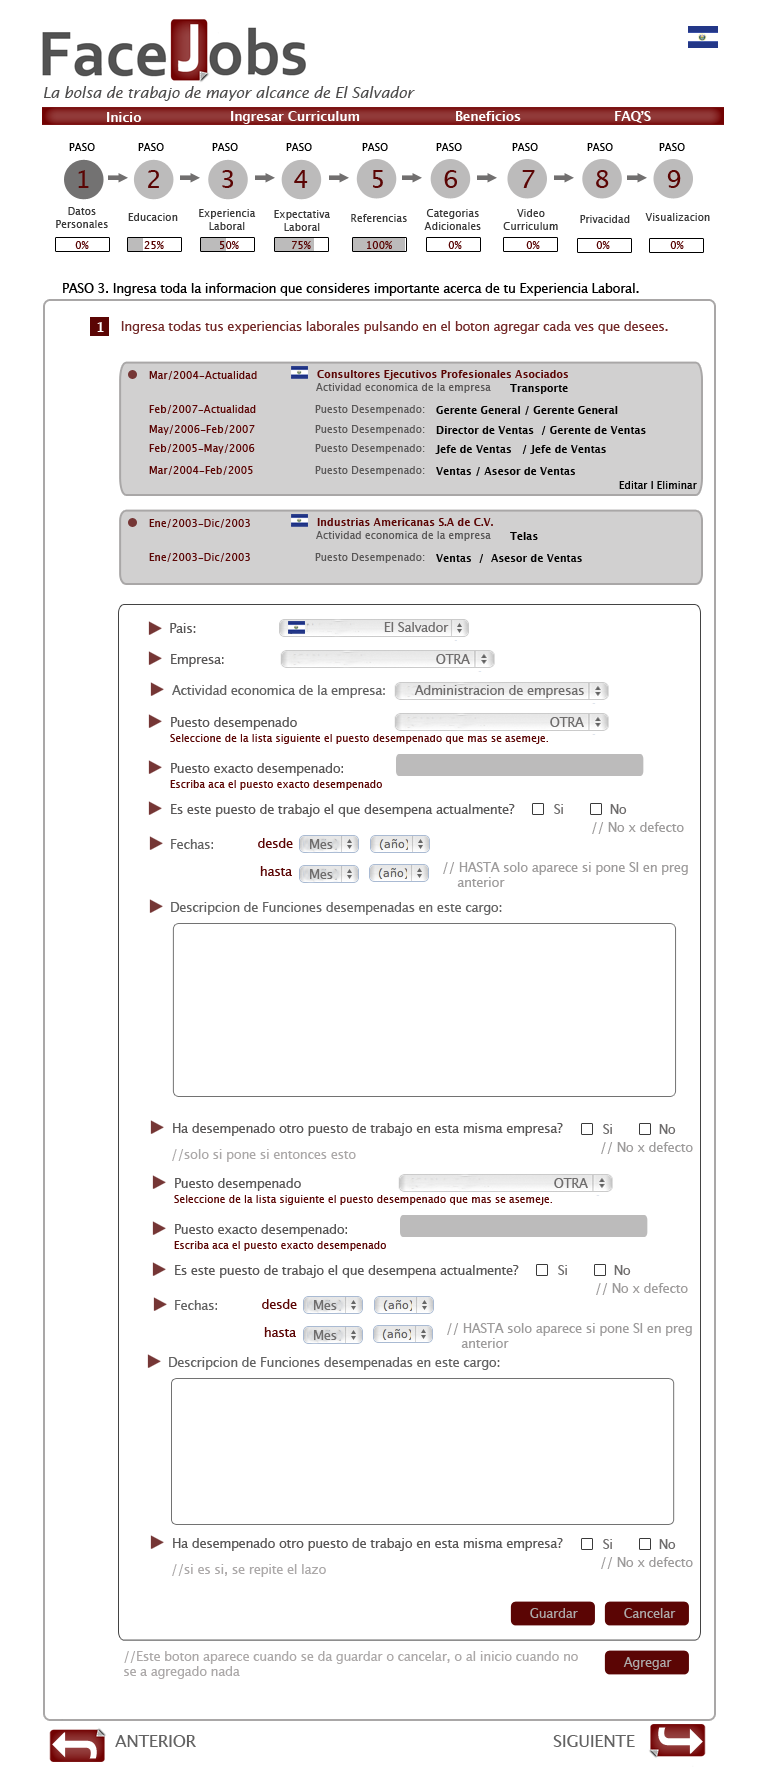 FaceJobs
La bolsa de trabajo de mayor alcance de El Salvador
Inicio Ingresar Curriculum Beneficios FAQ'S
PASO PASO PASO PASO PASO PASO PASO PASO PASO
1 2 3 4 5 6 7 8 9
Datos Personales Educacion Experiencia Laboral Expectativa Laboral Referencias Categorias Adicionales Video Curriculum Privacidad Visualizacion
0% 25% 50% 75% 100% 0% 0% 0% 0%
PASO 3. Ingresa toda la informacion que consideres importante acerca de tu Experiencia Laboral.
1 Ingresa todas tus experiencias laborales pulsando en el boton agregar cada ves que desees.
Mar/2004-Actualidad Consultores Ejecutivos Profesionales Asociados
Actividad economica de la empresa Transporte
Feb/2007-Actualidad Puesto Desempenado: Gerente General / Gerente General
May/2006-Feb/2007 Puesto Desempenado: Director de Ventas / Gerente de Ventas
Feb/2005-May/2006 Puesto Desempenado: Jefe de Ventas / Jefe de Ventas
Mar/2004-Feb/2005 Puesto Desempenado: Ventas / Asesor de Ventas
Editar I Eliminar
Ene/2003-Dic/2003 Industrias Americanas S.A de C.V.
Actividad economica de la empresa Telas
Ene/2003-Dic/2003 Puesto Desempenado: Ventas / Asesor de Ventas
Pais: El Salvador
Empresa: OTRA
Actividad economica de la empresa: Administracion de empresas
Puesto desempenado OTRA
Seleccione de la lista siguiente el puesto desempenado que mas se asemeje.
Puesto exacto desempenado:
Escriba aca el puesto exacto desempenado
Es este puesto de trabajo el que desempena actualmente? Si No
// No x defecto
Fechas: desde Mes (año)
hasta Mes (año) // HASTA solo aparece si pone SI en preg
anterior
Descripcion de Funciones desempenadas en este cargo:
Ha desempenado otro puesto de trabajo en esta misma empresa? Si No
// No x defecto
//solo si pone si entonces esto
Puesto desempenado OTRA
Seleccione de la lista siguiente el puesto desempenado que mas se asemeje.
Puesto exacto desempenado:
Escriba aca el puesto exacto desempenado
Es este puesto de trabajo el que desempena actualmente? Si No
// No x defecto
Fechas: desde Mes (año)
hasta Mes (año) // HASTA solo aparece si pone SI en preg
anterior
Descripcion de Funciones desempenadas en este cargo:
Ha desempenado otro puesto de trabajo en esta misma empresa? Si No
// No x defecto
//si es si, se repite el lazo
Guardar Cancelar
//Este boton aparece cuando se da guardar o cancelar, o al inicio cuando no
se a agregado nada
Agregar
ANTERIOR SIGUIENTE